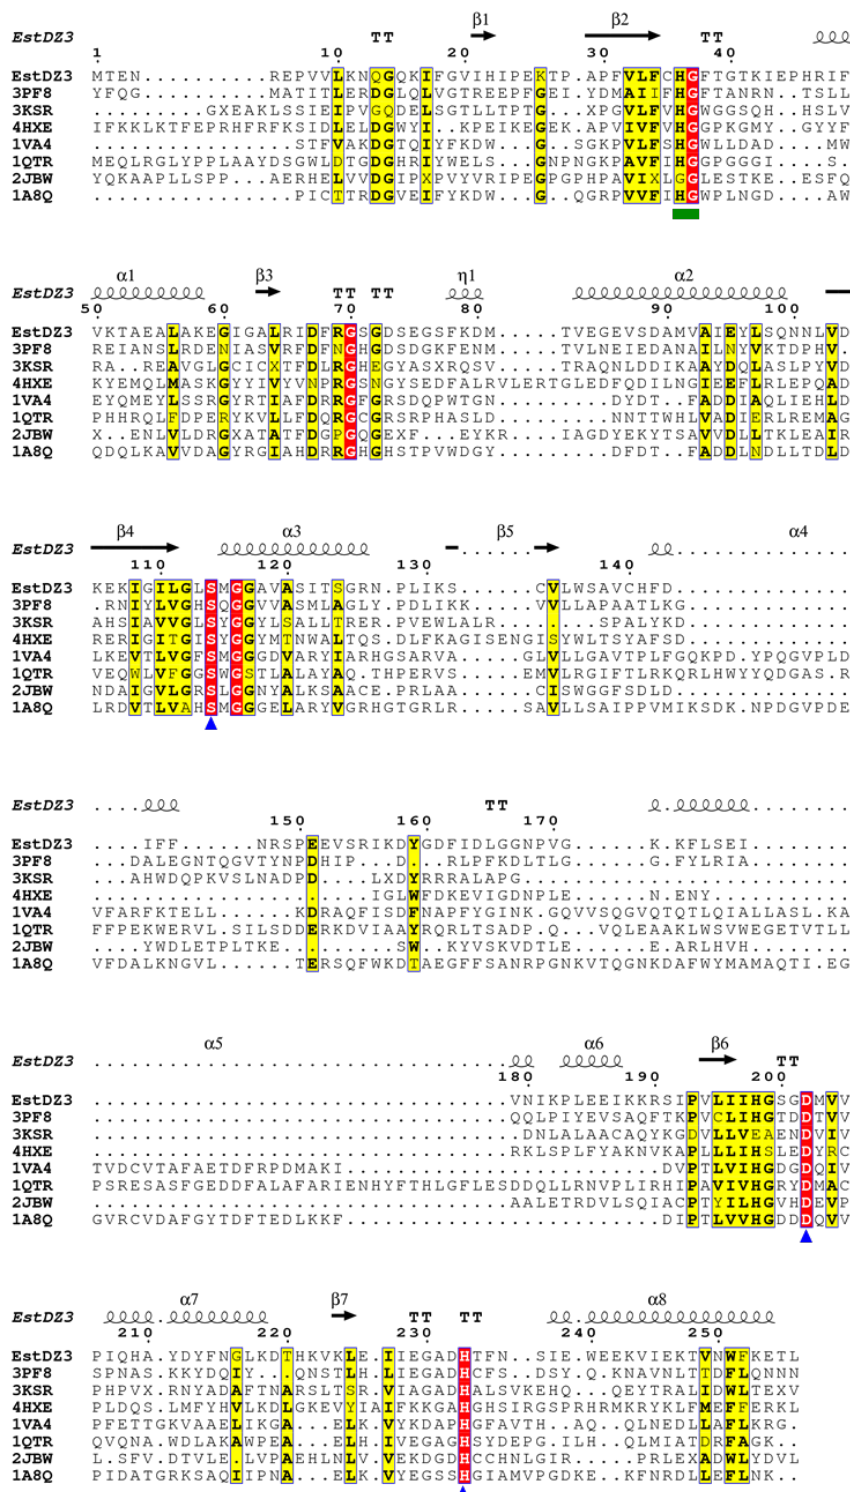 β1 β2
EstDZ3 TT TT
1 10 20 30 40
EstDZ3 MTEN.........REPVVLKNQGQKIFGVIHIPEKTP.APFVLFCHGFTGTKIEPHRIF
3PF8 YFQG.........MATITLERDGLQLVGTREEPFGEI.YDMAIIFHGFTANRN..TSLL
3KSR .........GXEAKLSSIEIPVGQDELSGTLLTPTG...XPGVLFVHGWGGSQH.HSLV
4HXE IFKKLKTFEPRHFRFKSIDLELDGWYI..KPEIKEGEK.APVIVFVHGGPKGMY.GYYF
1VA4 ..............STFVAKDGTQIYFKDW....G..SGKPVLFSHGWLLDAD....MW
1QTR MEQLRGLYPPLAAYDSGWLDTGDGHRIYWELS...G.NPNGKPAVFIHGGPGGGI....S.
2JBW YQKAAPLLSPP...AERHELVVDGIPXPVYVRIPEGPGPHPAVIXLGGLESTKE.ESFQ
1A8Q ..............PICTTRDGVEIFYKDW....G..QGRPVVFIHGWPLNGD....AW
α1 β3 η1 α2
EstDZ3 TT TT
50 60 70 80 90 100
EstDZ3 VKTAEALAKEGIGALRIDFRGSGDSEGSFKDM.....TVEGEVSDAMVAIEYLSQNNLVD
3PF8 REIANSLRDENIASVRFDFNGHGDSDGKFENM.....TVLNEIEDANAILNYVKTDPHV.
3KSR RA..REAVGLGCICXTFDLRGHEGYASXRQSV.....TRAQNLDDIKAAYDQLASLPYVD
4HXE KYEMQLMASKGYYIVYVNPRGSNGYSEDFALRVLERTGLEDFQDILNGIEEFLRLEPQAD
1VA4 EYQMEYLSSRGYRTIAFDRRGFGRSDQPWTGN......DYDT.FADDIAQLIEHLD
1QTR PHHRQLFDPERYKVLLFDQRGCGRSRPHASLD......NNTTWHLVADIERLREMAG
2JBW X..ENLVLDRGXATATFDGPGQGEXF...EYKR.....IAGDYEKYTSAVVDLLTKLEAIR
1A8Q QDQLKAVVDAGYRGIAHDRRGHGHSTPVWDGY......DFDT.FADDLNDLLTDLD
β4 α3 β5 α4
EstDZ3
110 120 130 140
EstDZ3 KEKIGILGLSMGGAVASITSGRN.PLIKS........CVLWSAVCHFD.............
3PF8 .RNIYLVGHSQGGVVASMLAGLY.PDLIKK.......VVLLAPAATLKG............
3KSR AHSIAVVGLSYGGYLSALLTRER.PVEWLALR.........SPALYKD.............
4HXE RERIGITGISYGGYMTNWALTQS.DLFKAGISENGISYWLTSYAFSD.............
1VA4 LKEVTLVGFSMGGGDVARYIARHGSARVA......GLVLLGAVTPLFGQKPD.YPQGVPLD
1QTR VEQWLVFGGSWGSTLALAYAQ.THPERVS......EMVLRGIFTLRKQRLHWYYQDGAS.R
2JBW NDAIGVLGRSLGGNYALKSAACE.PRLAA......CISWGGFSDLD.............
1A8Q LRDVTLVAHSMGGGELARYVGRHGTGRLR......SAVLLSAIPPVMIKSDK.NPDGVPDE
EstDZ3
150 160 170
EstDZ3 ....IFF......NRSPEEVSRIKDYGDFIDLGGNPVG......K.KFLSEI........
3PF8 ...DALEGNTQGVTYNPDHIP..D.RLPFKDLTLG......G.FYLRIA........
3KSR ...AHWDQPKVSLNADPD....LXDYRRRALAPG.........................
4HXE ....................IGLWFDKEVIGDNPLE......N.ENY...........
1VA4 VFARFKTELL.....KDRAQFISDFNAPFYGINK.GQVVSQGVQTQTLQIALLASL.KA
1QTR FFPEKWERVL.SILSDDERKDVIAAYRQRLTSADP.Q...VQLEAAKLWSVWEGETVTLL
2JBW ....YWDLETPLTKE......SW..KYVSKVDTLE......E.ARLHVH........
1A8Q VFDALKNGVL......TERSQFWKDTAEGFFSANRPGNKVTQGNKDAFWYMAMAQTI.EG
α5 α6 β6
EstDZ3 TT
180 190 200
EstDZ3 .................................VNIKPLEEIKKRSIPVLIIHGSGDMVV
3PF8 .................................QQLPIYEVSAQFTKPVCLIHGTDDTVV
3KSR .................................DNLALAACAQYKGDVLLVEAENDVIV
4HXE .................................RKLSPLFYAKNVKAPLLLIHSLEDYRC
1VA4 TVDCVTAFAETDFRPDMAKI.........................DVPTLVIHGDGDQIV
1QTR PSRESASFGEDDFALAFARIENHYFTHLGFLESDDQLLRNVPLIRHIPAVIVHGRYDMAC
2JBW .................................AALETRDVLSQIACPTYILHGVHDEVP
1A8Q GVRCVDAFGYTDFTEDLKKF.........................DIPTLVVHGDDDQVV
α7 β7 α8
EstDZ3 TT TT
210 220 230 240 250
EstDZ3 PIQHA.YDYFNGLKDTHKVKLE.IIEGADHTFN..SIE.WEEKVIEKTVNWFKETL
3PF8 SPNAS.KKYDQIY..QNSTLH.LIEGADHCFS..DSY.QKNAVNLTTDFLQNNN
3KSR PHPVX.RNYADAFTNARSLTSRVIAGADHALSVKEHQ..QEYTRALIDWLTEXV
4HXE PLDQS.LMFYHVLKDLGKEVYIAIFKKGAHGHSIRGSPRHRMKRYKLFMEFFERKL
1VA4 PFETTGKVAAELIKGA...ELKVYKDAPHGFAVTH..AQ..QLNEDLLAFLKRG.
1QTR QVQNA.WDLAKAWPEA...ELH.IVEGAGHSYDEPG.ILH..QLMIATDRFAGK..
2JBW L.SFV.DTVLE.LVPAEHLNLV.VEKDGDHCCHNLGIR....PRLEXADWLYDVL
1A8Q PIDATGRKSAQIIPNA...ELK.VYEGSSHGIAMVPGDKE..KFNRDLLEFLNK..